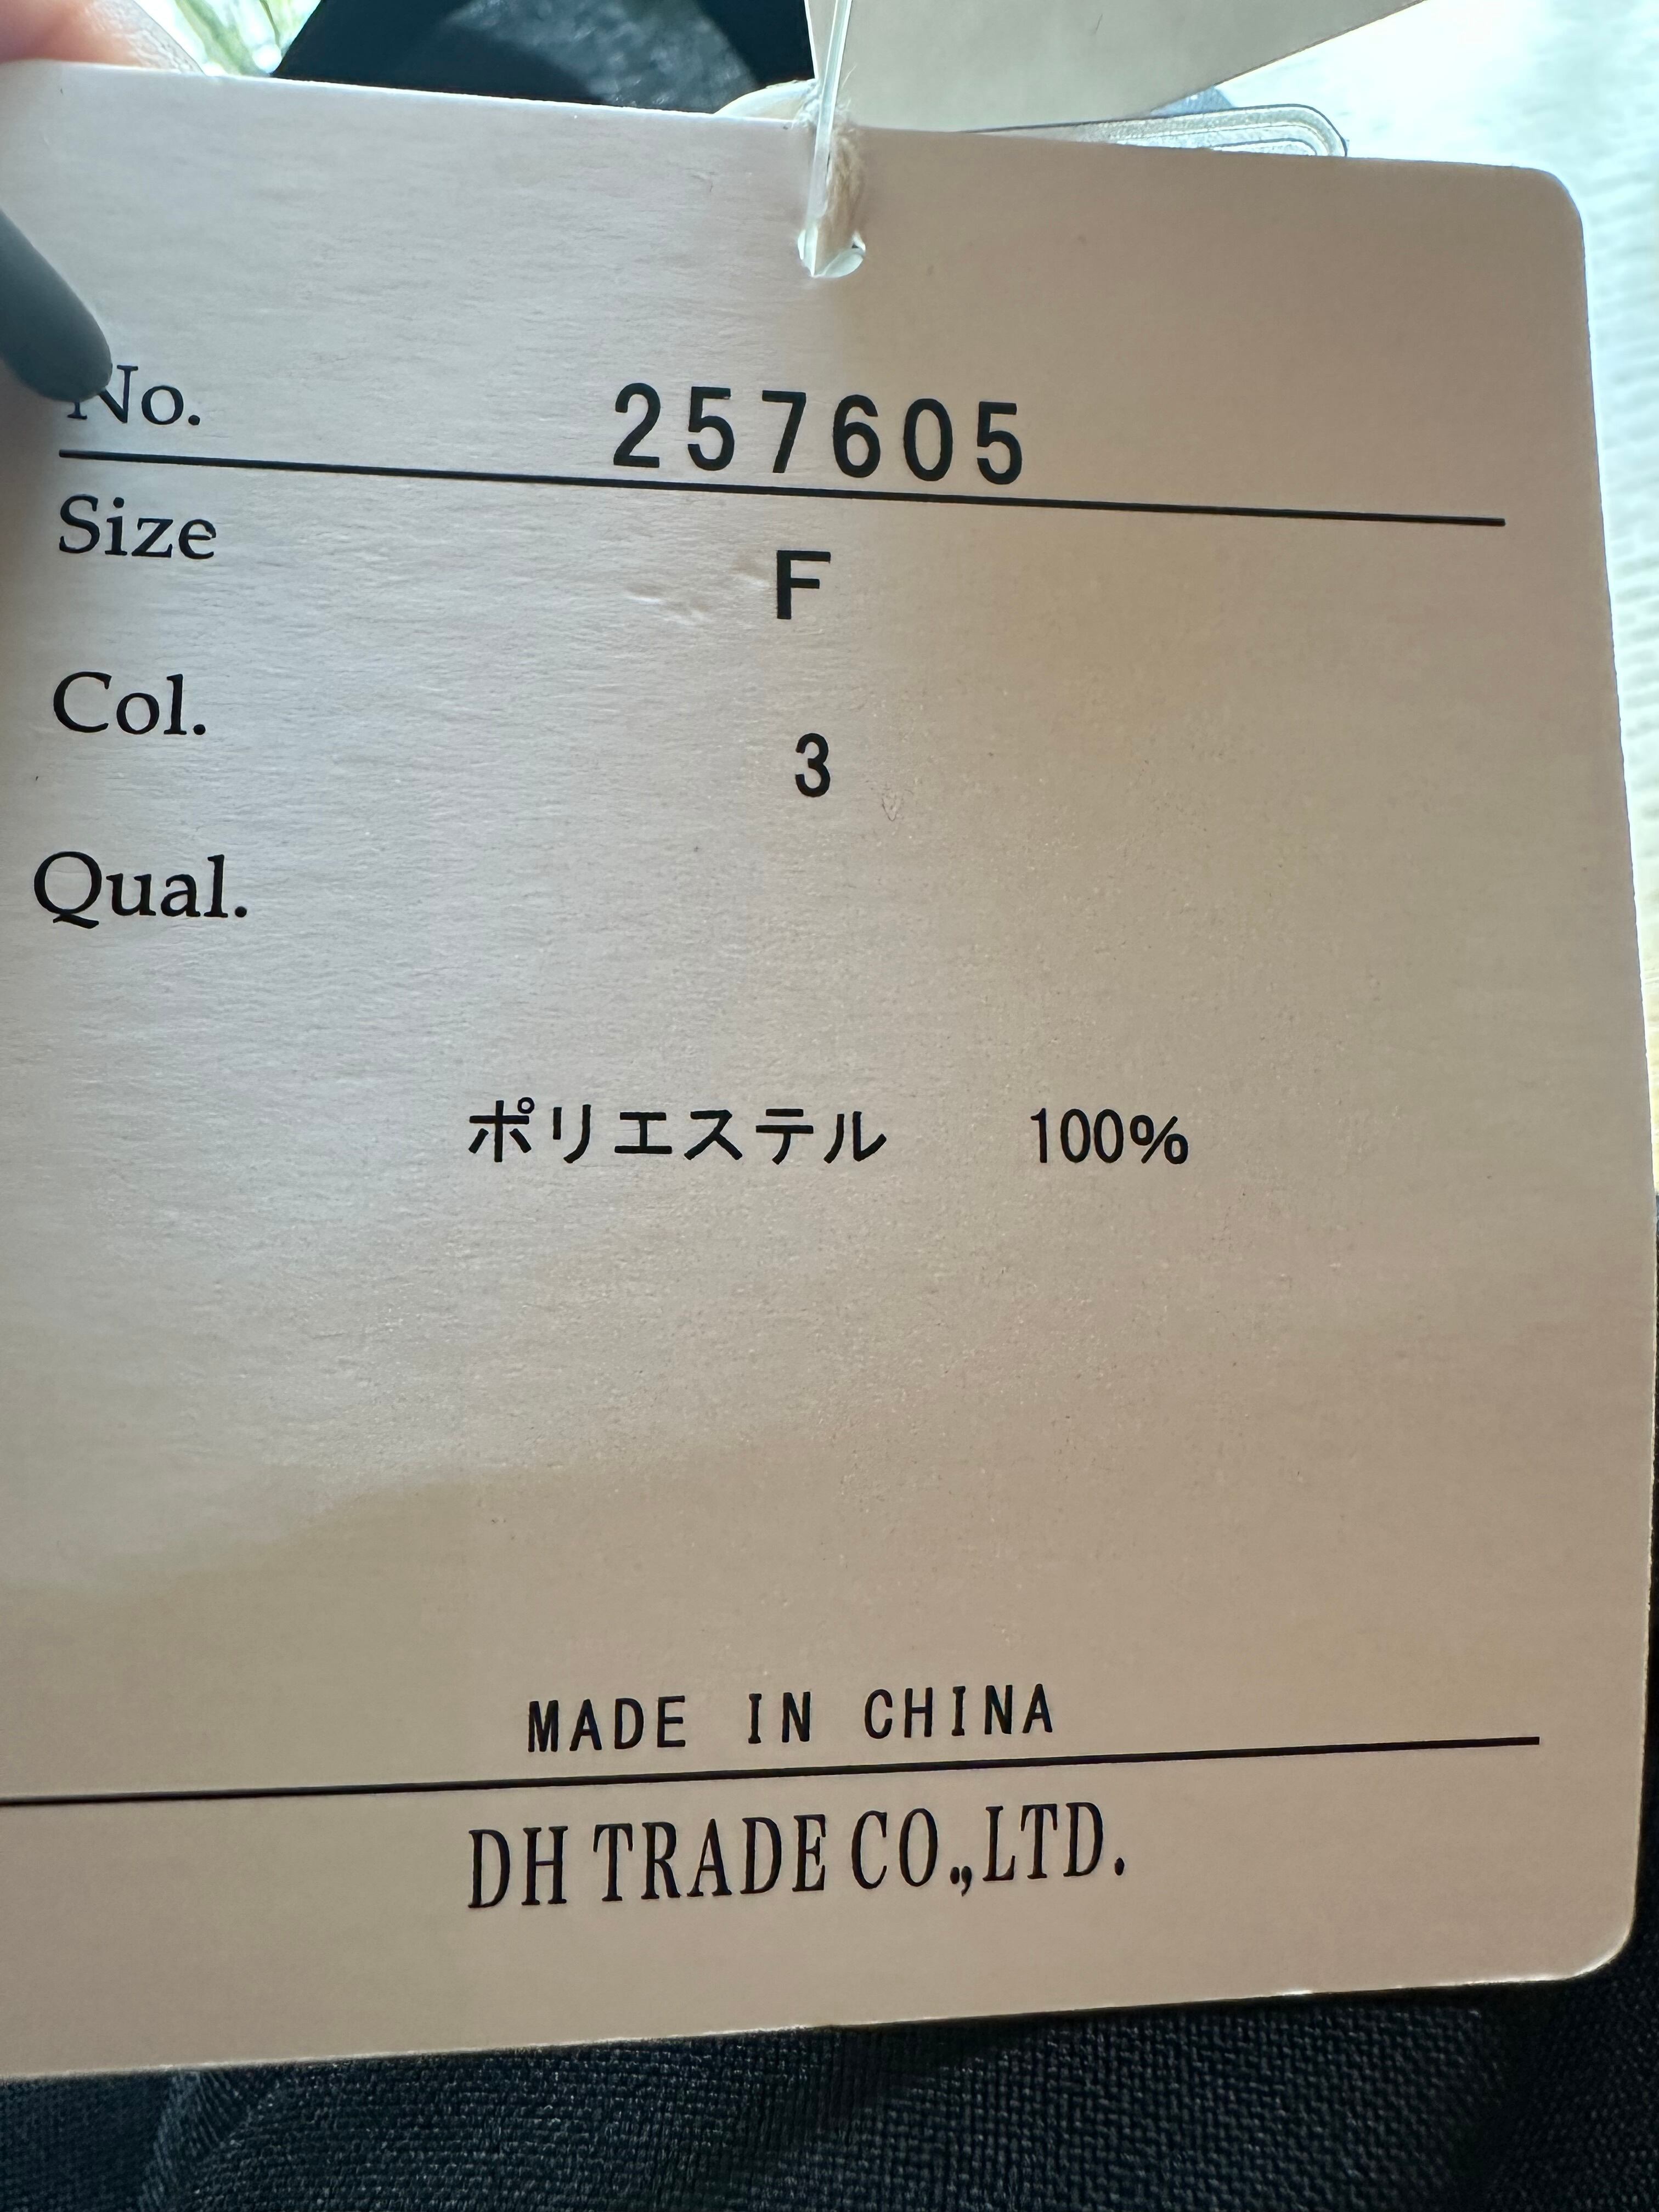 No. 257605
Size F
Col. 3
Qual.
ポリエステル 100%
MADE IN CHINA
DH TRADE CO.,LTD.